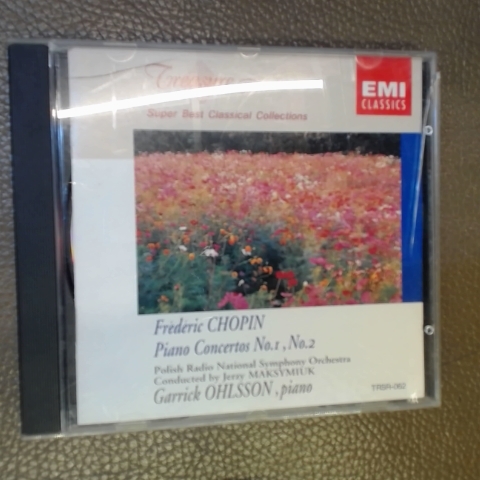 Treasure
EMI
CLASSICS
Super Best Classical Collections
Fréderic CHOPIN
Piano Concertos No.1 , No.2
Polish Radio National Symphony Orchestra
Conducted by Jerzy MAKSYMIUK
Garrick OHLSSON , piano
TRSR-062